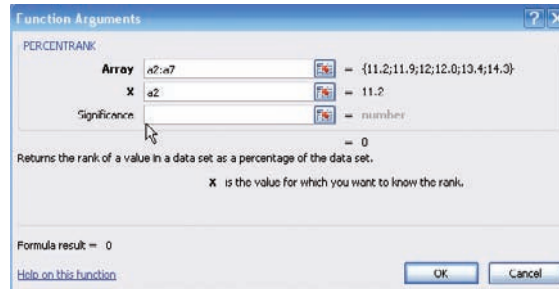 Function Arguments
PERCENTRANK
Array a2:a7 = {11.2;11.9;12;12.8;13.4;14.3}
X a2 = 11.2
Significance = number
= 0
Returns the rank of a value in a data set as a percentage of the data set.
X is the value for which you want to know the rank.
Formula result = 0
Help on this function
OK Cancel